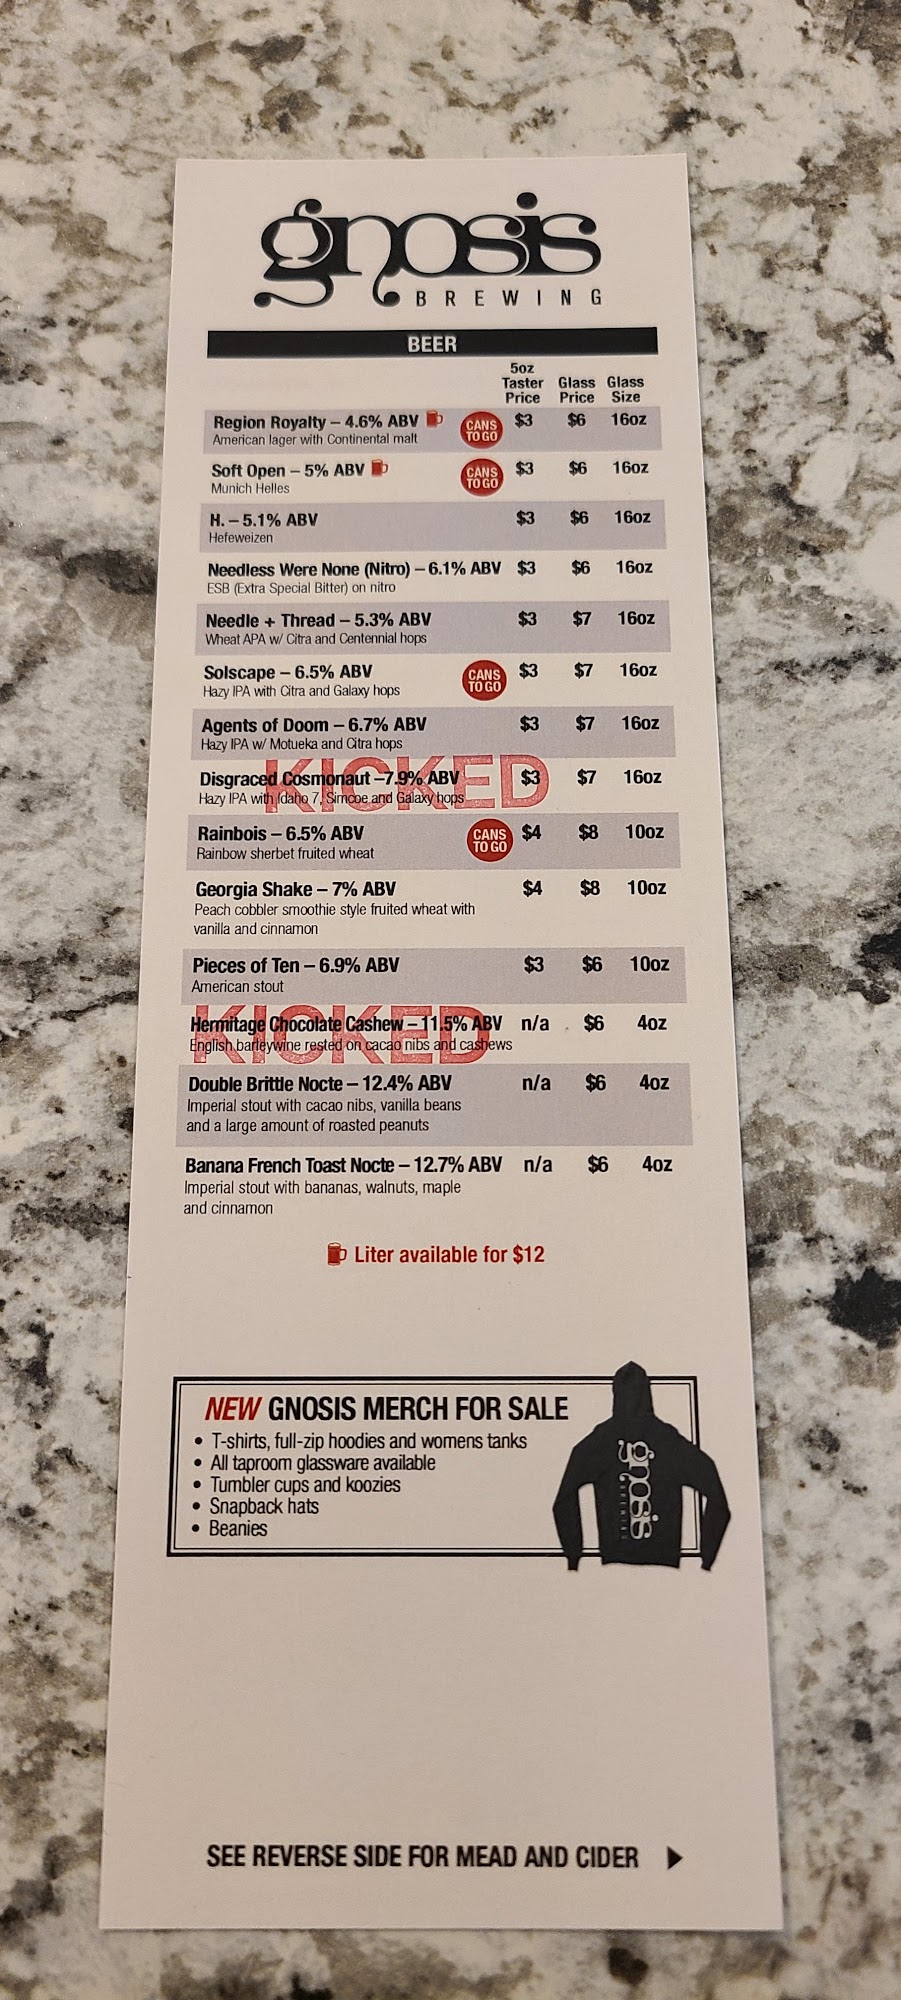 gnosis
BREWING
BEER
5oz
Taster Glass Glass
Price Price Size
Region Royalty – 4.6% ABV CANS TO GO $3 $6 16oz
American lager with Continental malt
Soft Open – 5% ABV CANS TO GO $3 $6 16oz
Munich Helles
H. – 5.1% ABV $3 $6 16oz
Hefeweizen
Needless Were None (Nitro) – 6.1% ABV $3 $6 16oz
ESB (Extra Special Bitter) on nitro
Needle + Thread – 5.3% ABV $3 $7 16oz
Wheat APA w/ Citra and Centennial hops
Solscape – 6.5% ABV CANS TO GO $3 $7 16oz
Hazy IPA with Citra and Galaxy hops
Agents of Doom – 6.7% ABV $3 $7 16oz
Hazy IPA w/ Motueka and Citra hops
KICKED
Disgraced Cosmonaut –7.9% ABV $3 $7 16oz
Hazy IPA with Idaho 7, Simcoe and Galaxy hops
Rainbois – 6.5% ABV CANS TO GO $4 $8 10oz
Rainbow sherbet fruited wheat
Georgia Shake – 7% ABV $4 $8 10oz
Peach cobbler smoothie style fruited wheat with
vanilla and cinnamon
Pieces of Ten – 6.9% ABV $3 $6 10oz
American stout
KICKED
Hermitage Chocolate Cashew – 11.5% ABV n/a $6 4oz
English barleywine rested on cacao nibs and cashews
Double Brittle Nocte – 12.4% ABV n/a $6 4oz
Imperial stout with cacao nibs, vanilla beans
and a large amount of roasted peanuts
Banana French Toast Nocte – 12.7% ABV n/a $6 4oz
Imperial stout with bananas, walnuts, maple
and cinnamon
Liter available for $12
NEW GNOSIS MERCH FOR SALE
• T-shirts, full-zip hoodies and womens tanks
• All taproom glassware available
• Tumbler cups and koozies
• Snapback hats
• Beanies
gnosis
BREWING
SEE REVERSE SIDE FOR MEAD AND CIDER